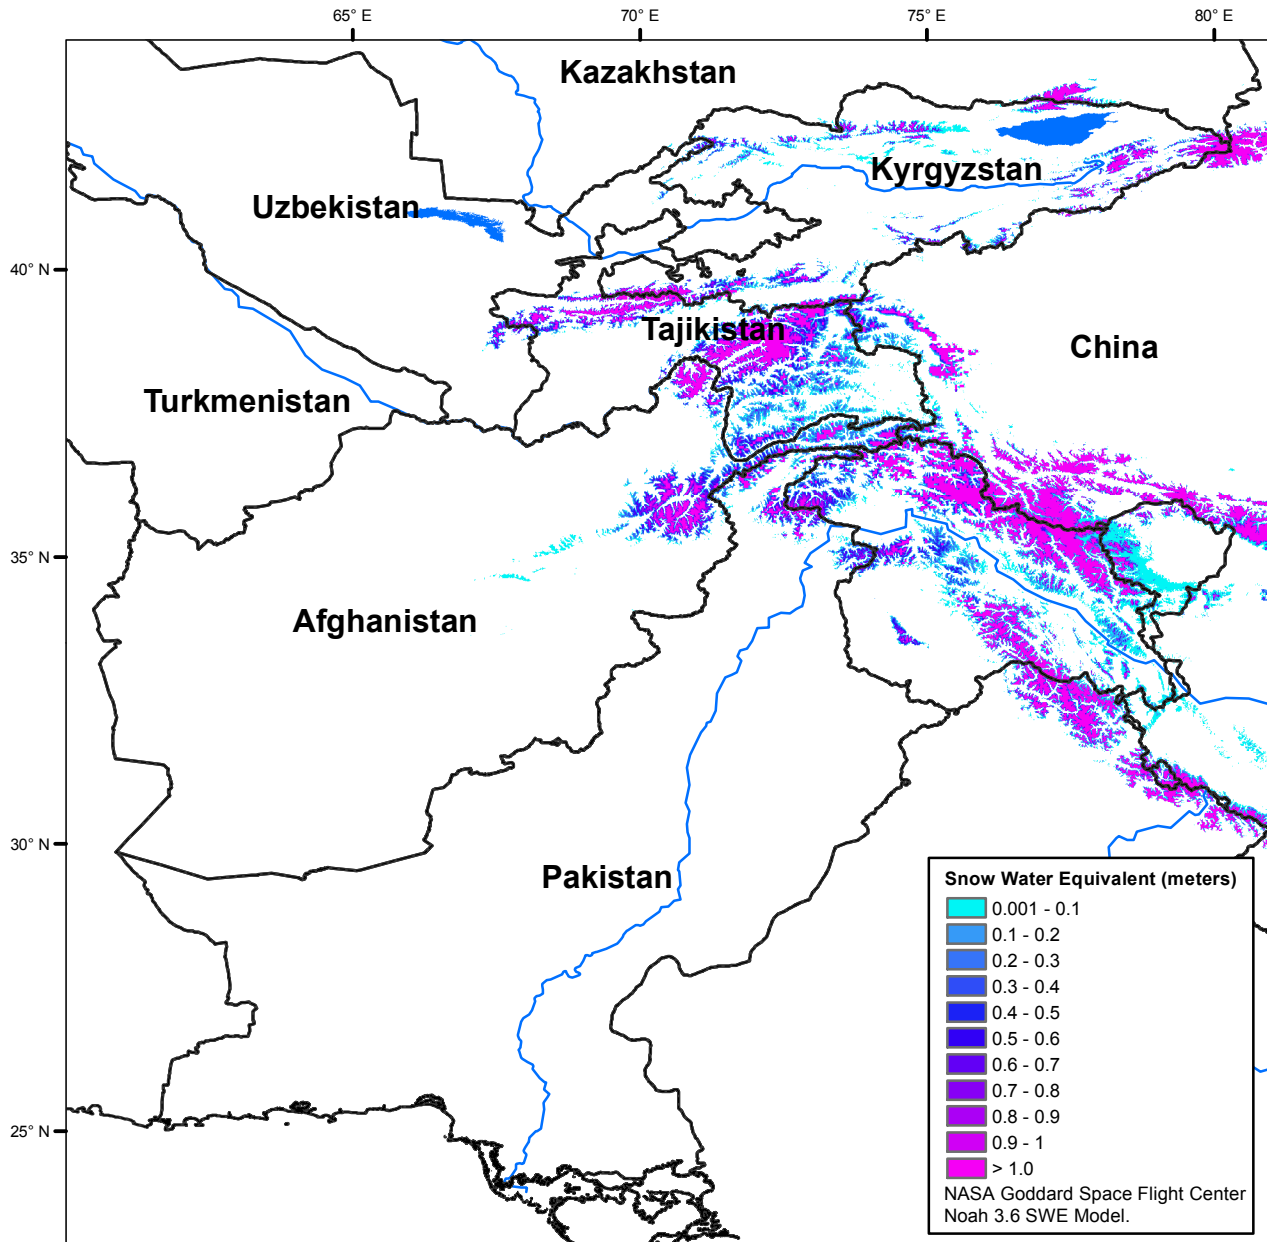 65° E
70° E
75° E
80° E
Kazakhstan
Kyrgyzstan
Uzbekistan
40° N
Tajikistan
China
Turkmenistan
35° N
Afghanistan
30° N
Pakistan
25° N
Snow Water Equivalent (meters)
0.001 - 0.1
0.1 - 0.2
0.2 - 0.3
0.3 - 0.4
0.4 - 0.5
0.5 - 0.6
0.6 - 0.7
0.7 - 0.8
0.8 - 0.9
0.9 - 1
> 1.0
NASA Goddard Space Flight Center
Noah 3.6 SWE Model.